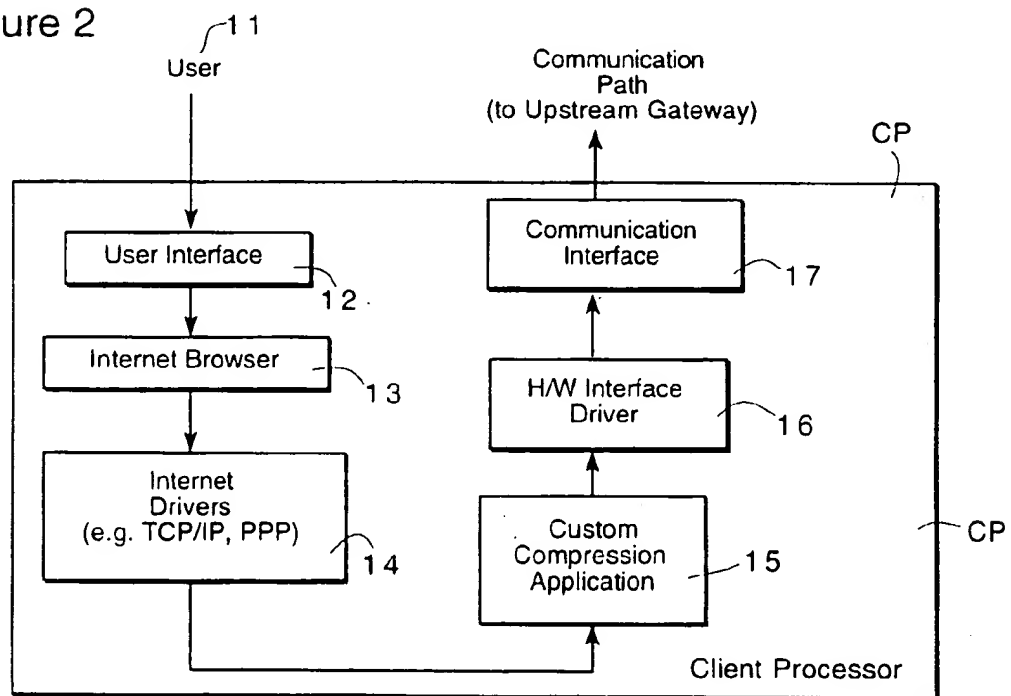 ure 2
11
User
Communication
Path
(to Upstream Gateway)
CP
User Interface
12
Internet Browser
13
Internet
Drivers
(e.g. TCP/IP, PPP)
14
Communication
Interface
17
H/W Interface
Driver
16
Custom
Compression
Application
15
CP
Client Processor